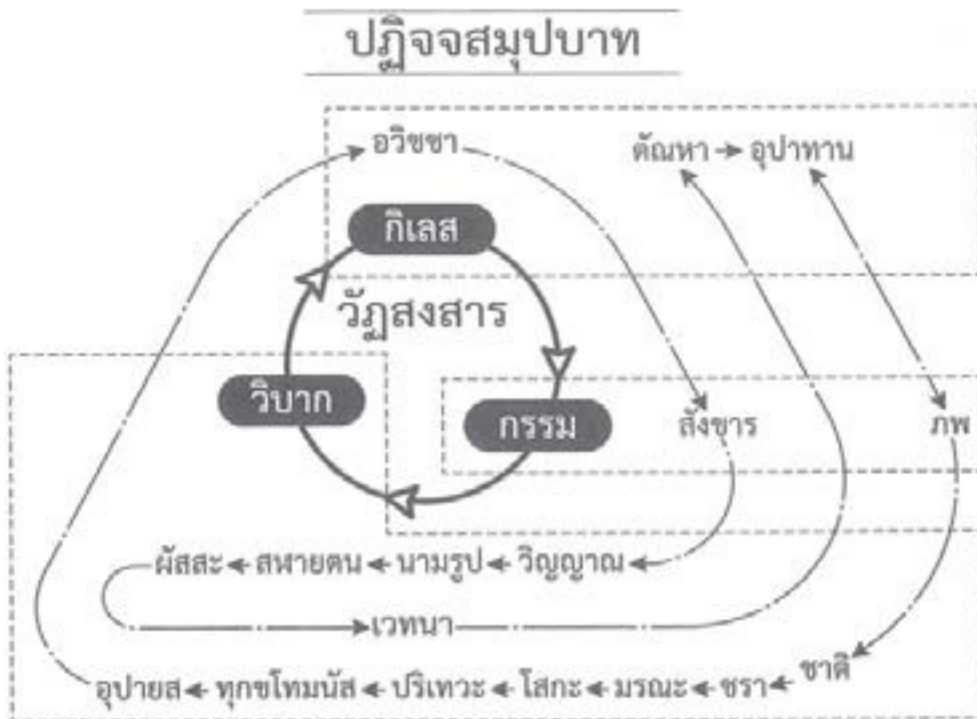 ปฏิจจสมุปบาท
อวิชชา
ตัณหา → อุปาทาน
กิเลส
วัฏสงสาร
วิบาก
กรรม
สังขาร
ภพ
ผัสสะ ← สฬายตน ← นามรูป ← วิญญาณ
เวทนา
ชาติ
อุปายส ← ทุกขโทมนัส ← ปริเทวะ ← โสกะ ← มรณะ ← ชรา